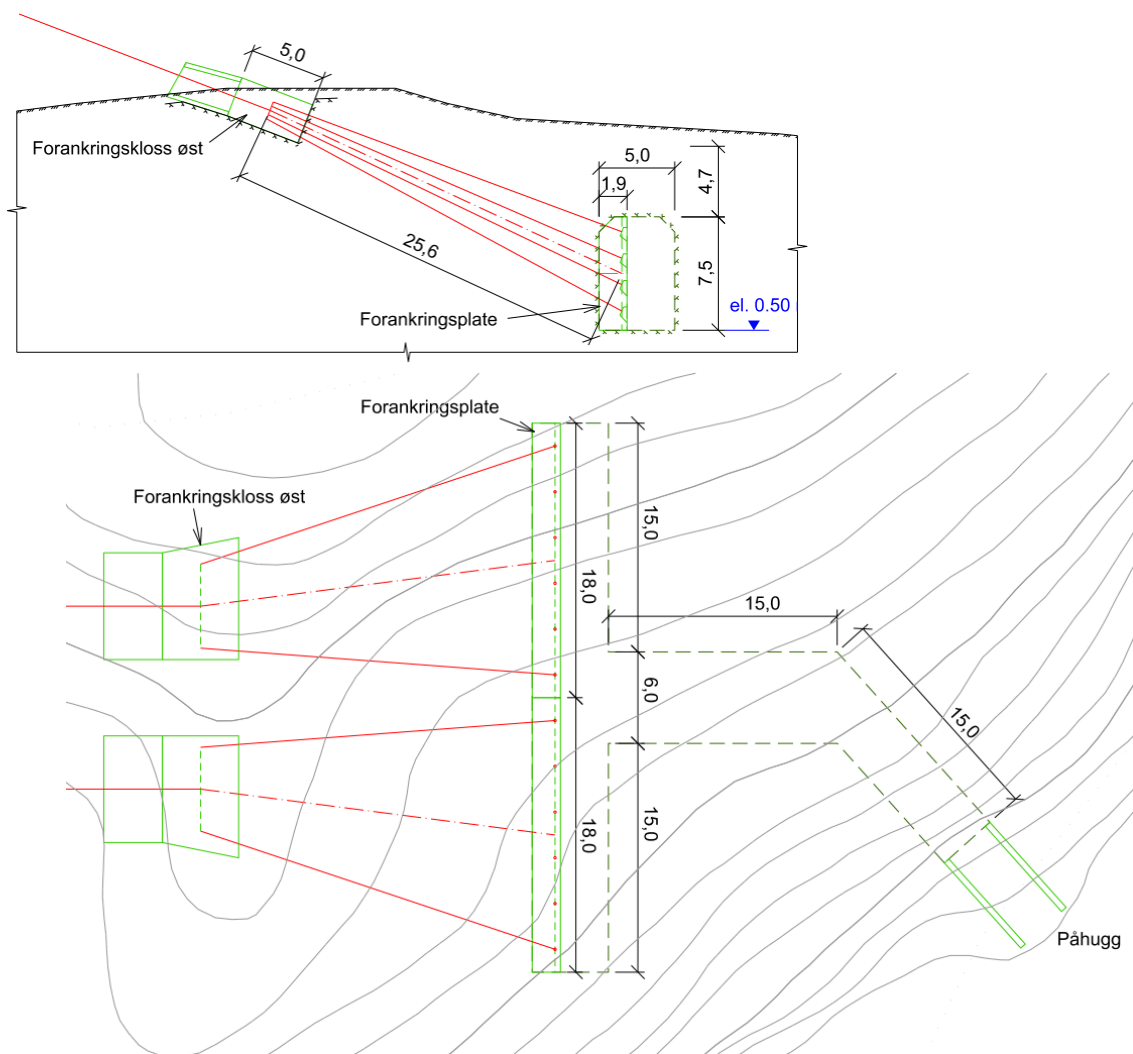 5,0
Forankringskloss øst
5,0
1,9
4,7
25,6
7,5
el. 0.50
Forankringsplate
Forankringsplate
Forankringskloss øst
15,0
18,0
15,0
6,0
15,0
18,0
15,0
Påhugg